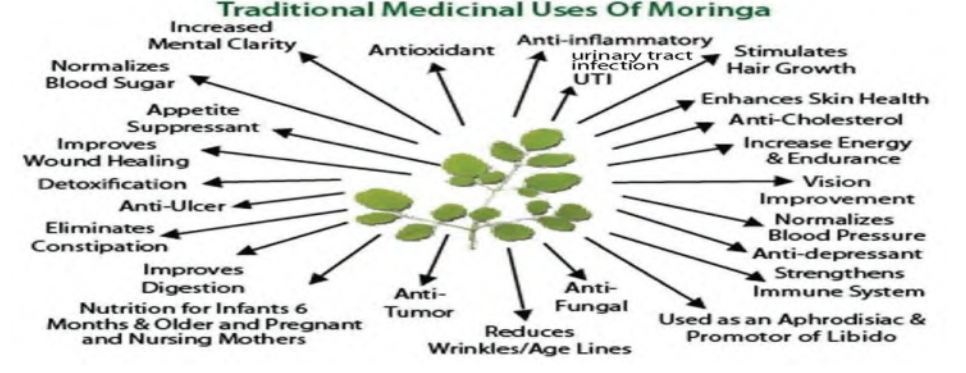 Traditional Medicinal Uses Of Moringa
Increased
Mental Clarity
Antioxidant
Anti-inflammatory
urinary tract
infection
UTI
Stimulates
Hair Growth
Normalizes
Blood Sugar
Enhances Skin Health
Appetite
Suppressant
Anti-Cholesterol
Improves
Wound Healing
Increase Energy
& Endurance
Detoxification
Vision
Improvement
Anti-Ulcer
Normalizes
Blood Pressure
Eliminates
Constipation
Anti-depressant
Improves
Digestion
Strengthens
Immune System
Nutrition for Infants 6
Months & Older and Pregnant
and Nursing Mothers
Anti-
Tumor
Reduces
Wrinkles/Age Lines
Anti-
Fungal
Used as an Aphrodisiac &
Promotor of Libido